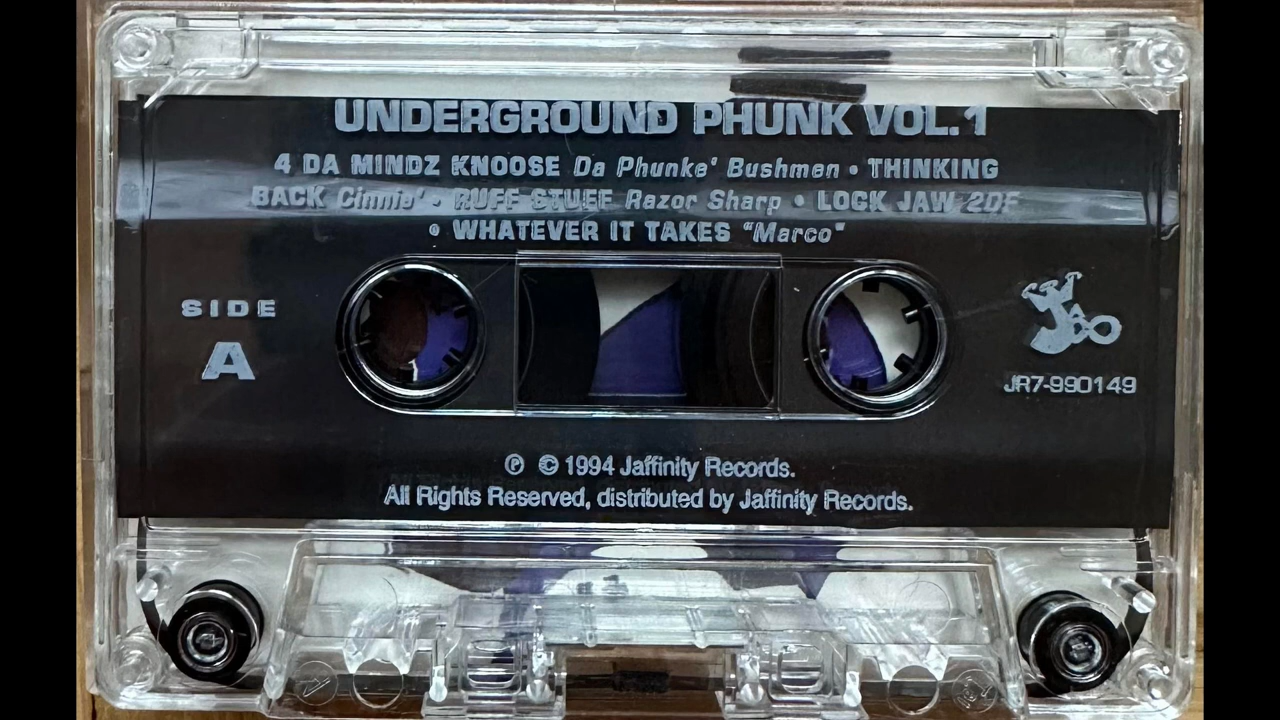 UNDERGROUND PHUNK VOL. 1
4 DA MINDZ KNOOSE Da Phunke' Bushmen • THINKING
BACK Cinnie' • RUFF STUFF Razor Sharp • LOCK JAW 2DF
• WHATEVER IT TAKES "Marco"
SIDE
A
JR7-990149
℗ © 1994 Jaffinity Records.
All Rights Reserved, distributed by Jaffinity Records.